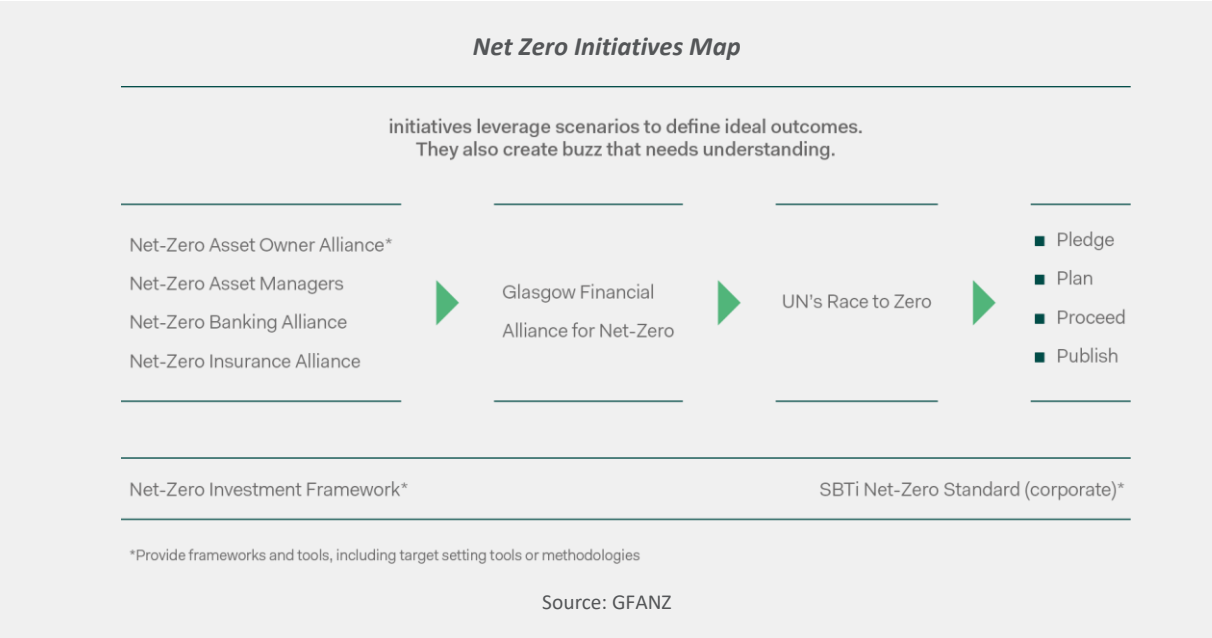 Net Zero Initiatives Map
initiatives leverage scenarios to define ideal outcomes.
They also create buzz that needs understanding.
Net-Zero Asset Owner Alliance*
Net-Zero Asset Managers
Net-Zero Banking Alliance
Net-Zero Insurance Alliance
Glasgow Financial
Alliance for Net-Zero
UN's Race to Zero
■ Pledge
■ Plan
■ Proceed
■ Publish
Net-Zero Investment Framework*
SBTi Net-Zero Standard (corporate)*
*Provide frameworks and tools, including target setting tools or methodologies
Source: GFANZ